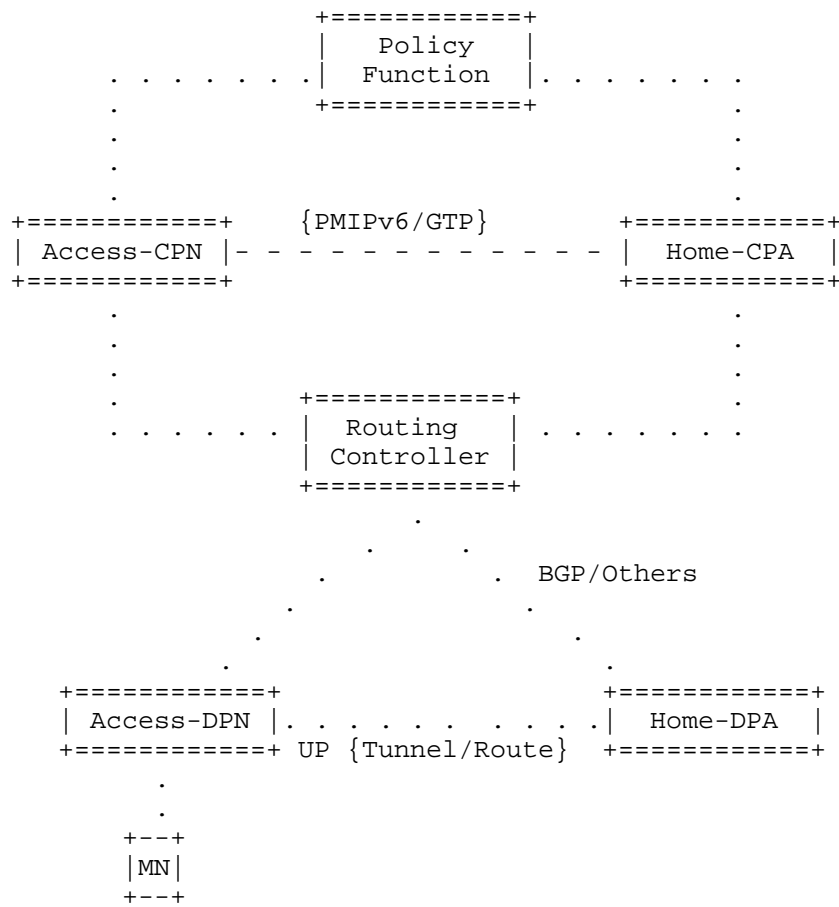 Policy
Function
{PMIPv6/GTP}
Access-CPN
Home-CPA
Routing
Controller
BGP/Others
Access-DPN
Home-DPA
UP {Tunnel/Route}
MN